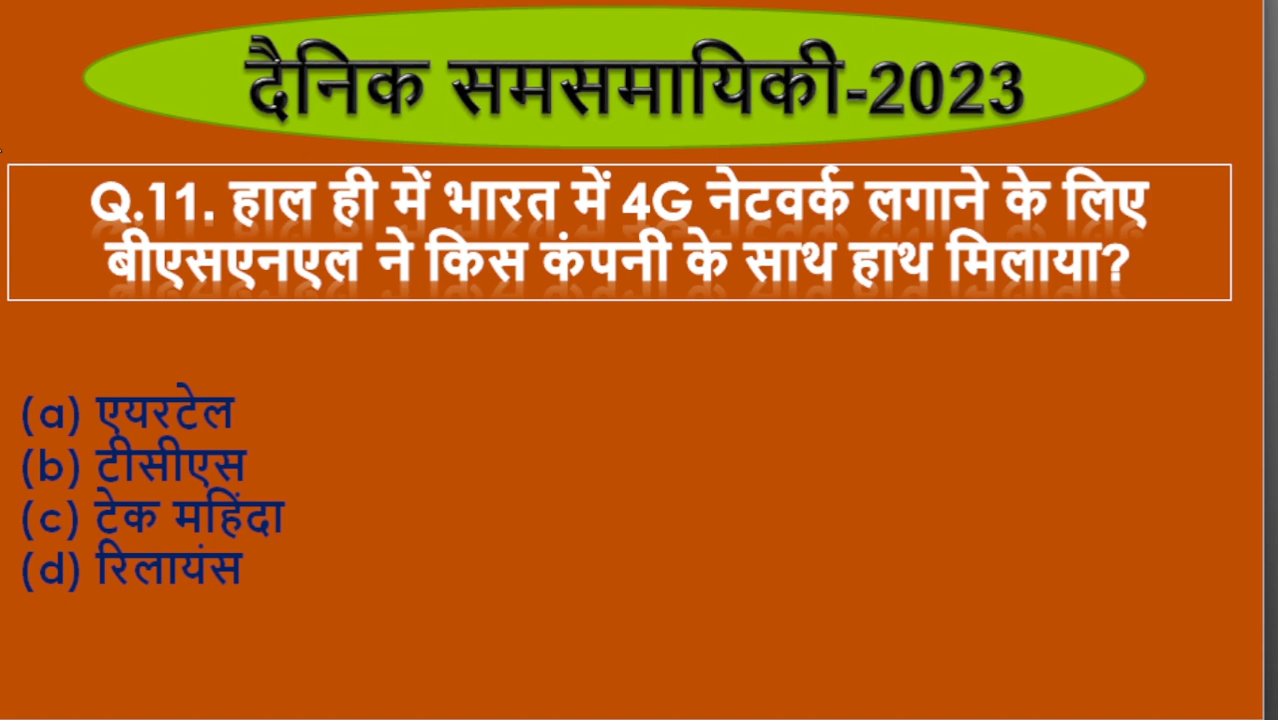 दैनिक समसमायिकी-2023
Q.11. हाल ही में भारत में 4G नेटवर्क लगाने के लिए
बीएसएनएल ने किस कंपनी के साथ हाथ मिलाया?
(a) एयरटेल
(b) टीसीएस
(c) टेक महिंदा
(d) रिलायंस